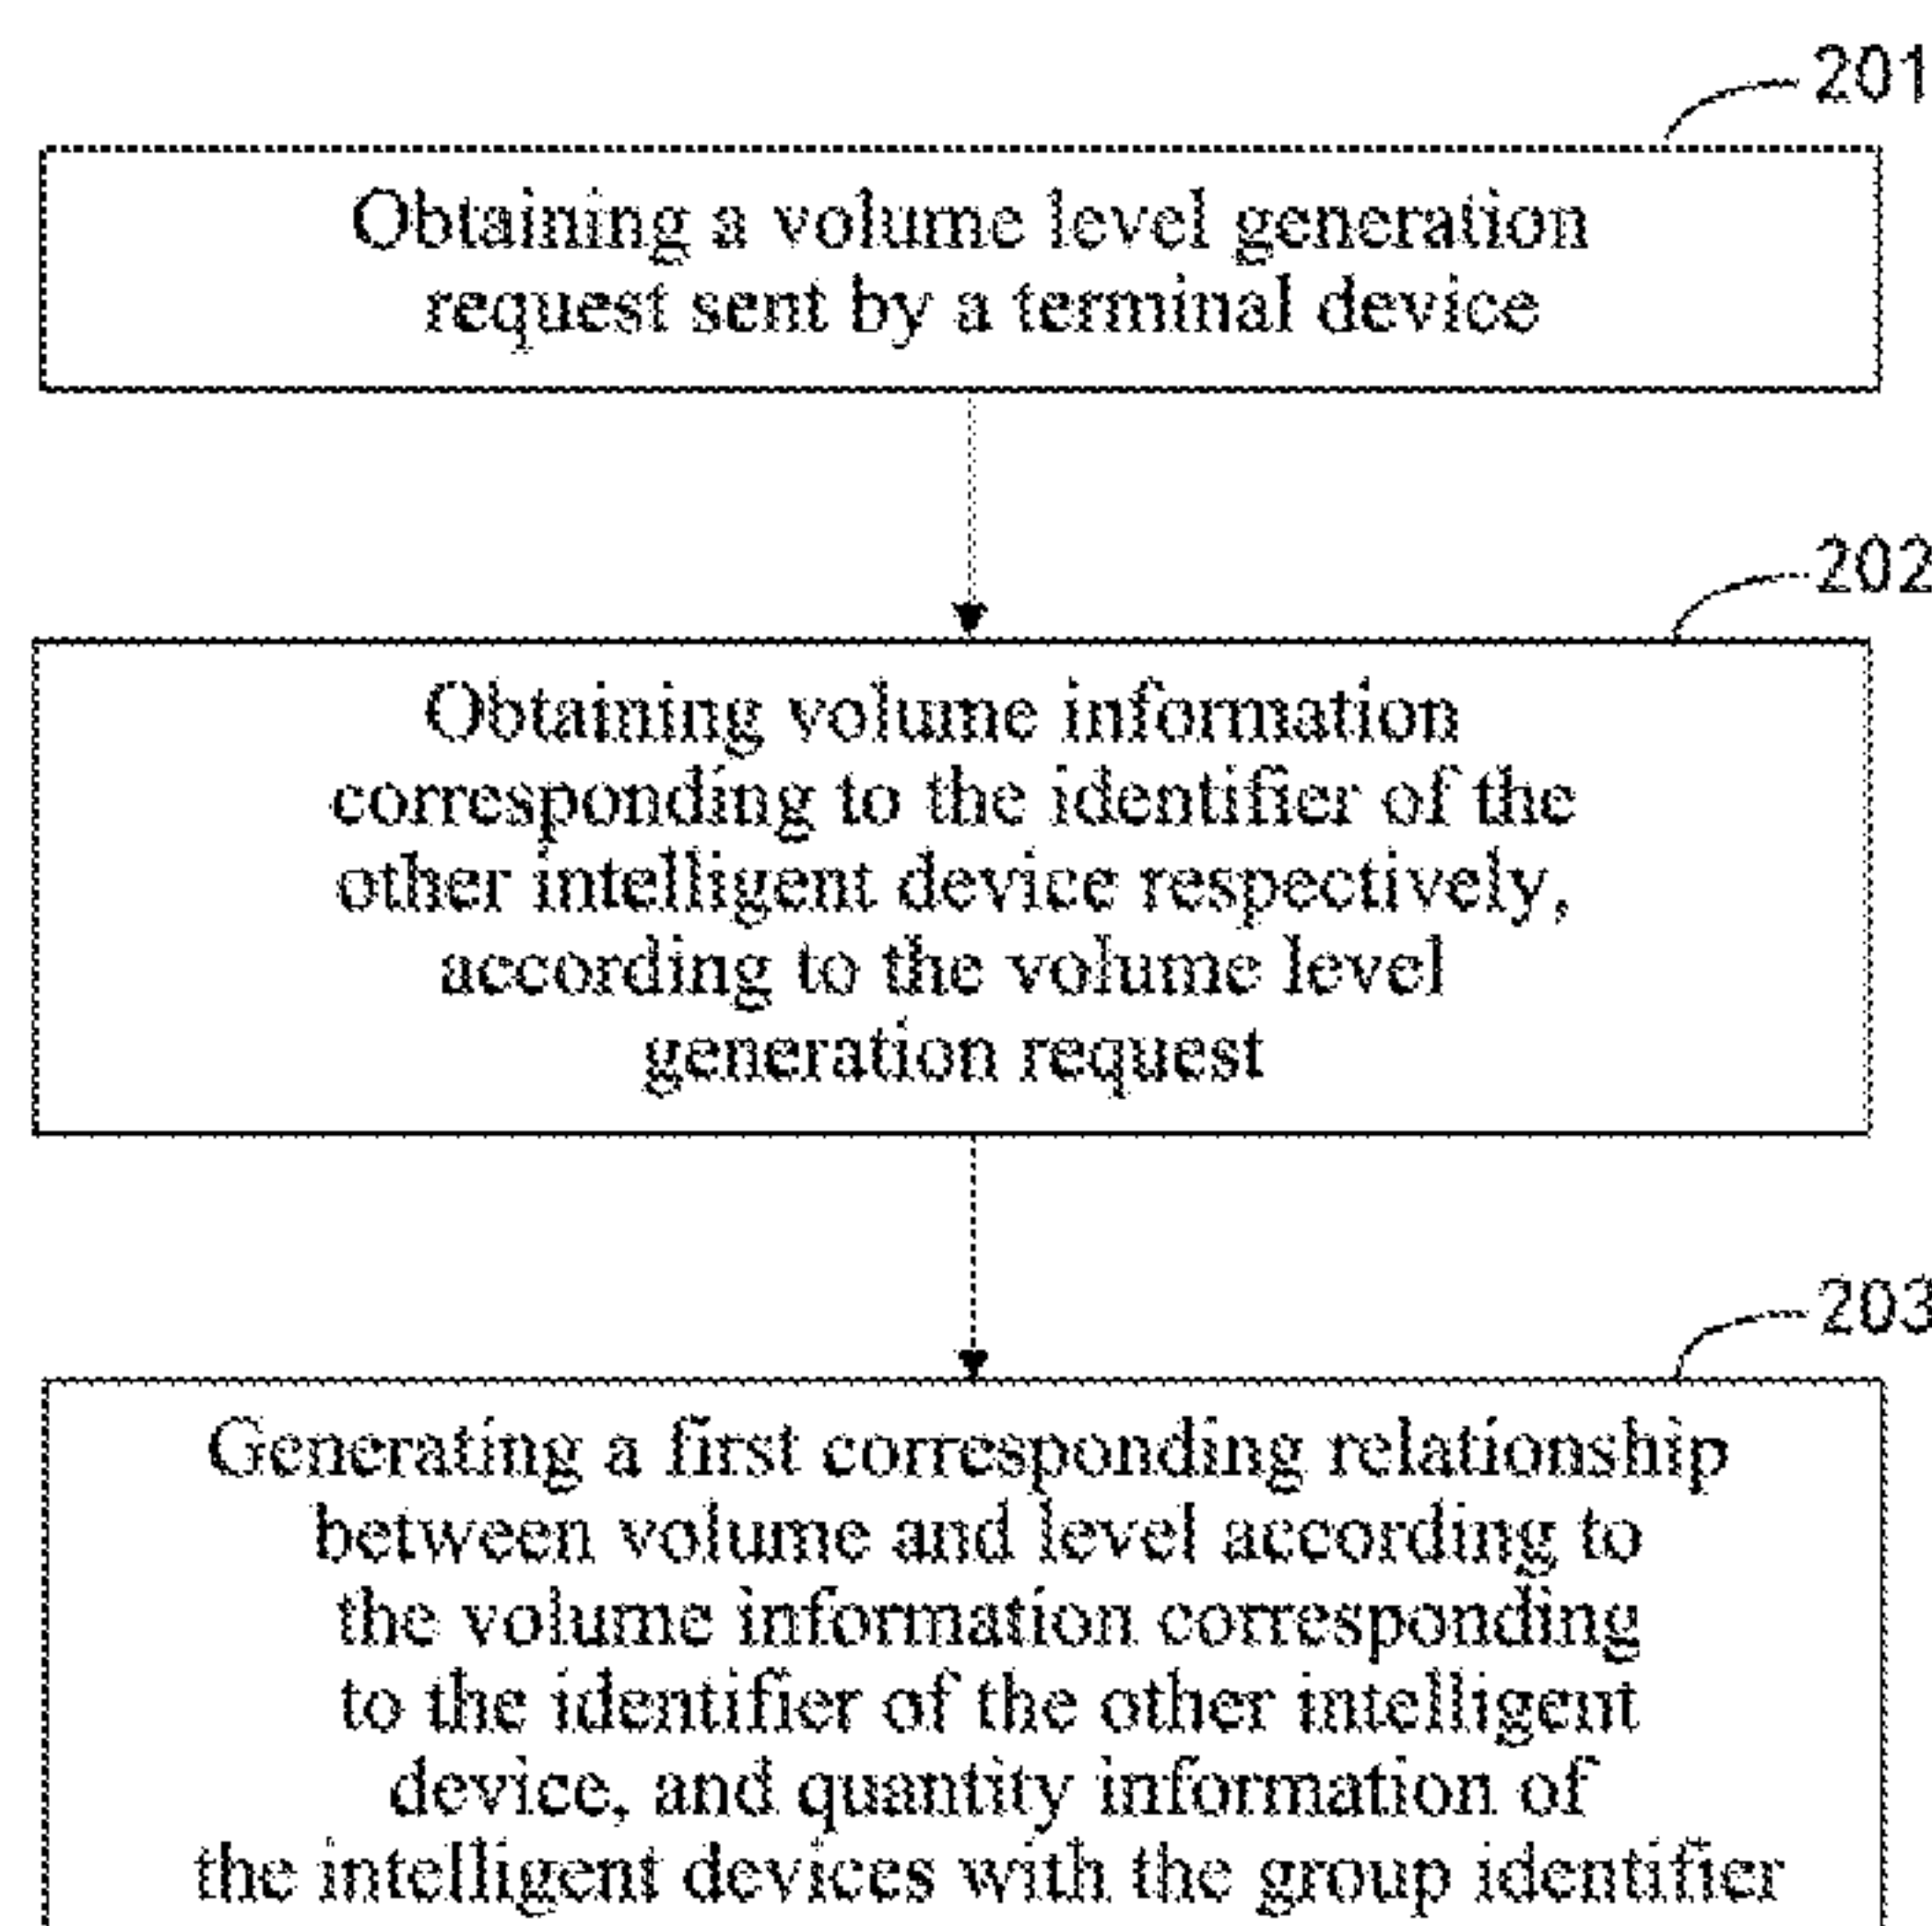 201
Obtaining a volume level generation
request sent by a terminal device
202
Obtaining volume information
corresponding to the identifier of the
other intelligent device respectively,
according to the volume level
generation request
203
Generating a first corresponding relationship
between volume and level according to
the volume information corresponding
to the identifier of the other intelligent
device, and quantity information of
the intelligent devices with the group identifier